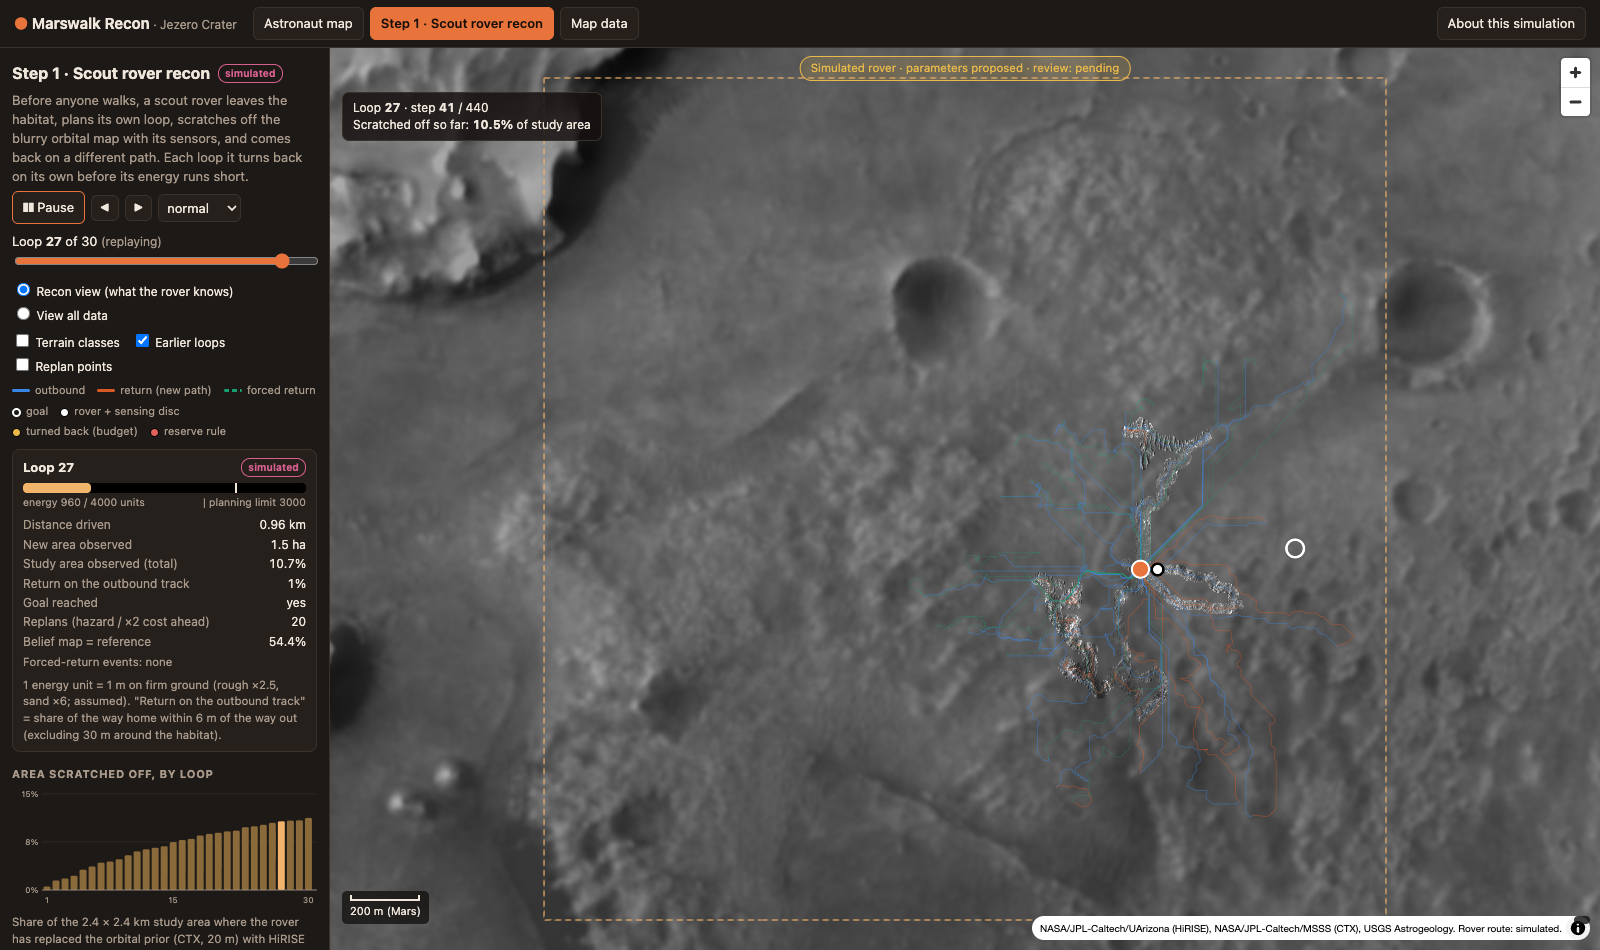 Marswalk Recon · Jezero Crater
Astronaut map
Step 1 · Scout rover recon
Map data
About this simulation
Step 1 · Scout rover recon simulated
Before anyone walks, a scout rover leaves the
habitat, plans its own loop, scratches off the
blurry orbital map with its sensors, and comes
back on a different path. Each loop it turns back
on its own before its energy runs short.
Pause
normal
Loop 27 of 30 (replaying)
Recon view (what the rover knows)
View all data
Terrain classes Earlier loops
Replan points
outbound return (new path) forced return
goal rover + sensing disc
turned back (budget) reserve rule
Loop 27 simulated
energy 960 / 4000 units | planning limit 3000
Distance driven 0.96 km
New area observed 1.5 ha
Study area observed (total) 10.7%
Return on the outbound track 1%
Goal reached yes
Replans (hazard / ×2 cost ahead) 20
Belief map = reference 54.4%
Forced-return events: none
1 energy unit = 1 m on firm ground (rough ×2.5,
sand ×6; assumed). "Return on the outbound track"
= share of the way home within 6 m of the way out
(excluding 30 m around the habitat).
AREA SCRATCHED OFF, BY LOOP
15%
8%
0%
1 15 30
Share of the 2.4 × 2.4 km study area where the rover
has replaced the orbital prior (CTX, 20 m) with HiRISE
Simulated rover · parameters proposed · review: pending
Loop 27 · step 41 / 440
Scratched off so far: 10.5% of study area
+
−
200 m (Mars)
NASA/JPL-Caltech/UArizona (HiRISE), NASA/JPL-Caltech/MSSS (CTX), USGS Astrogeology. Rover route: simulated.